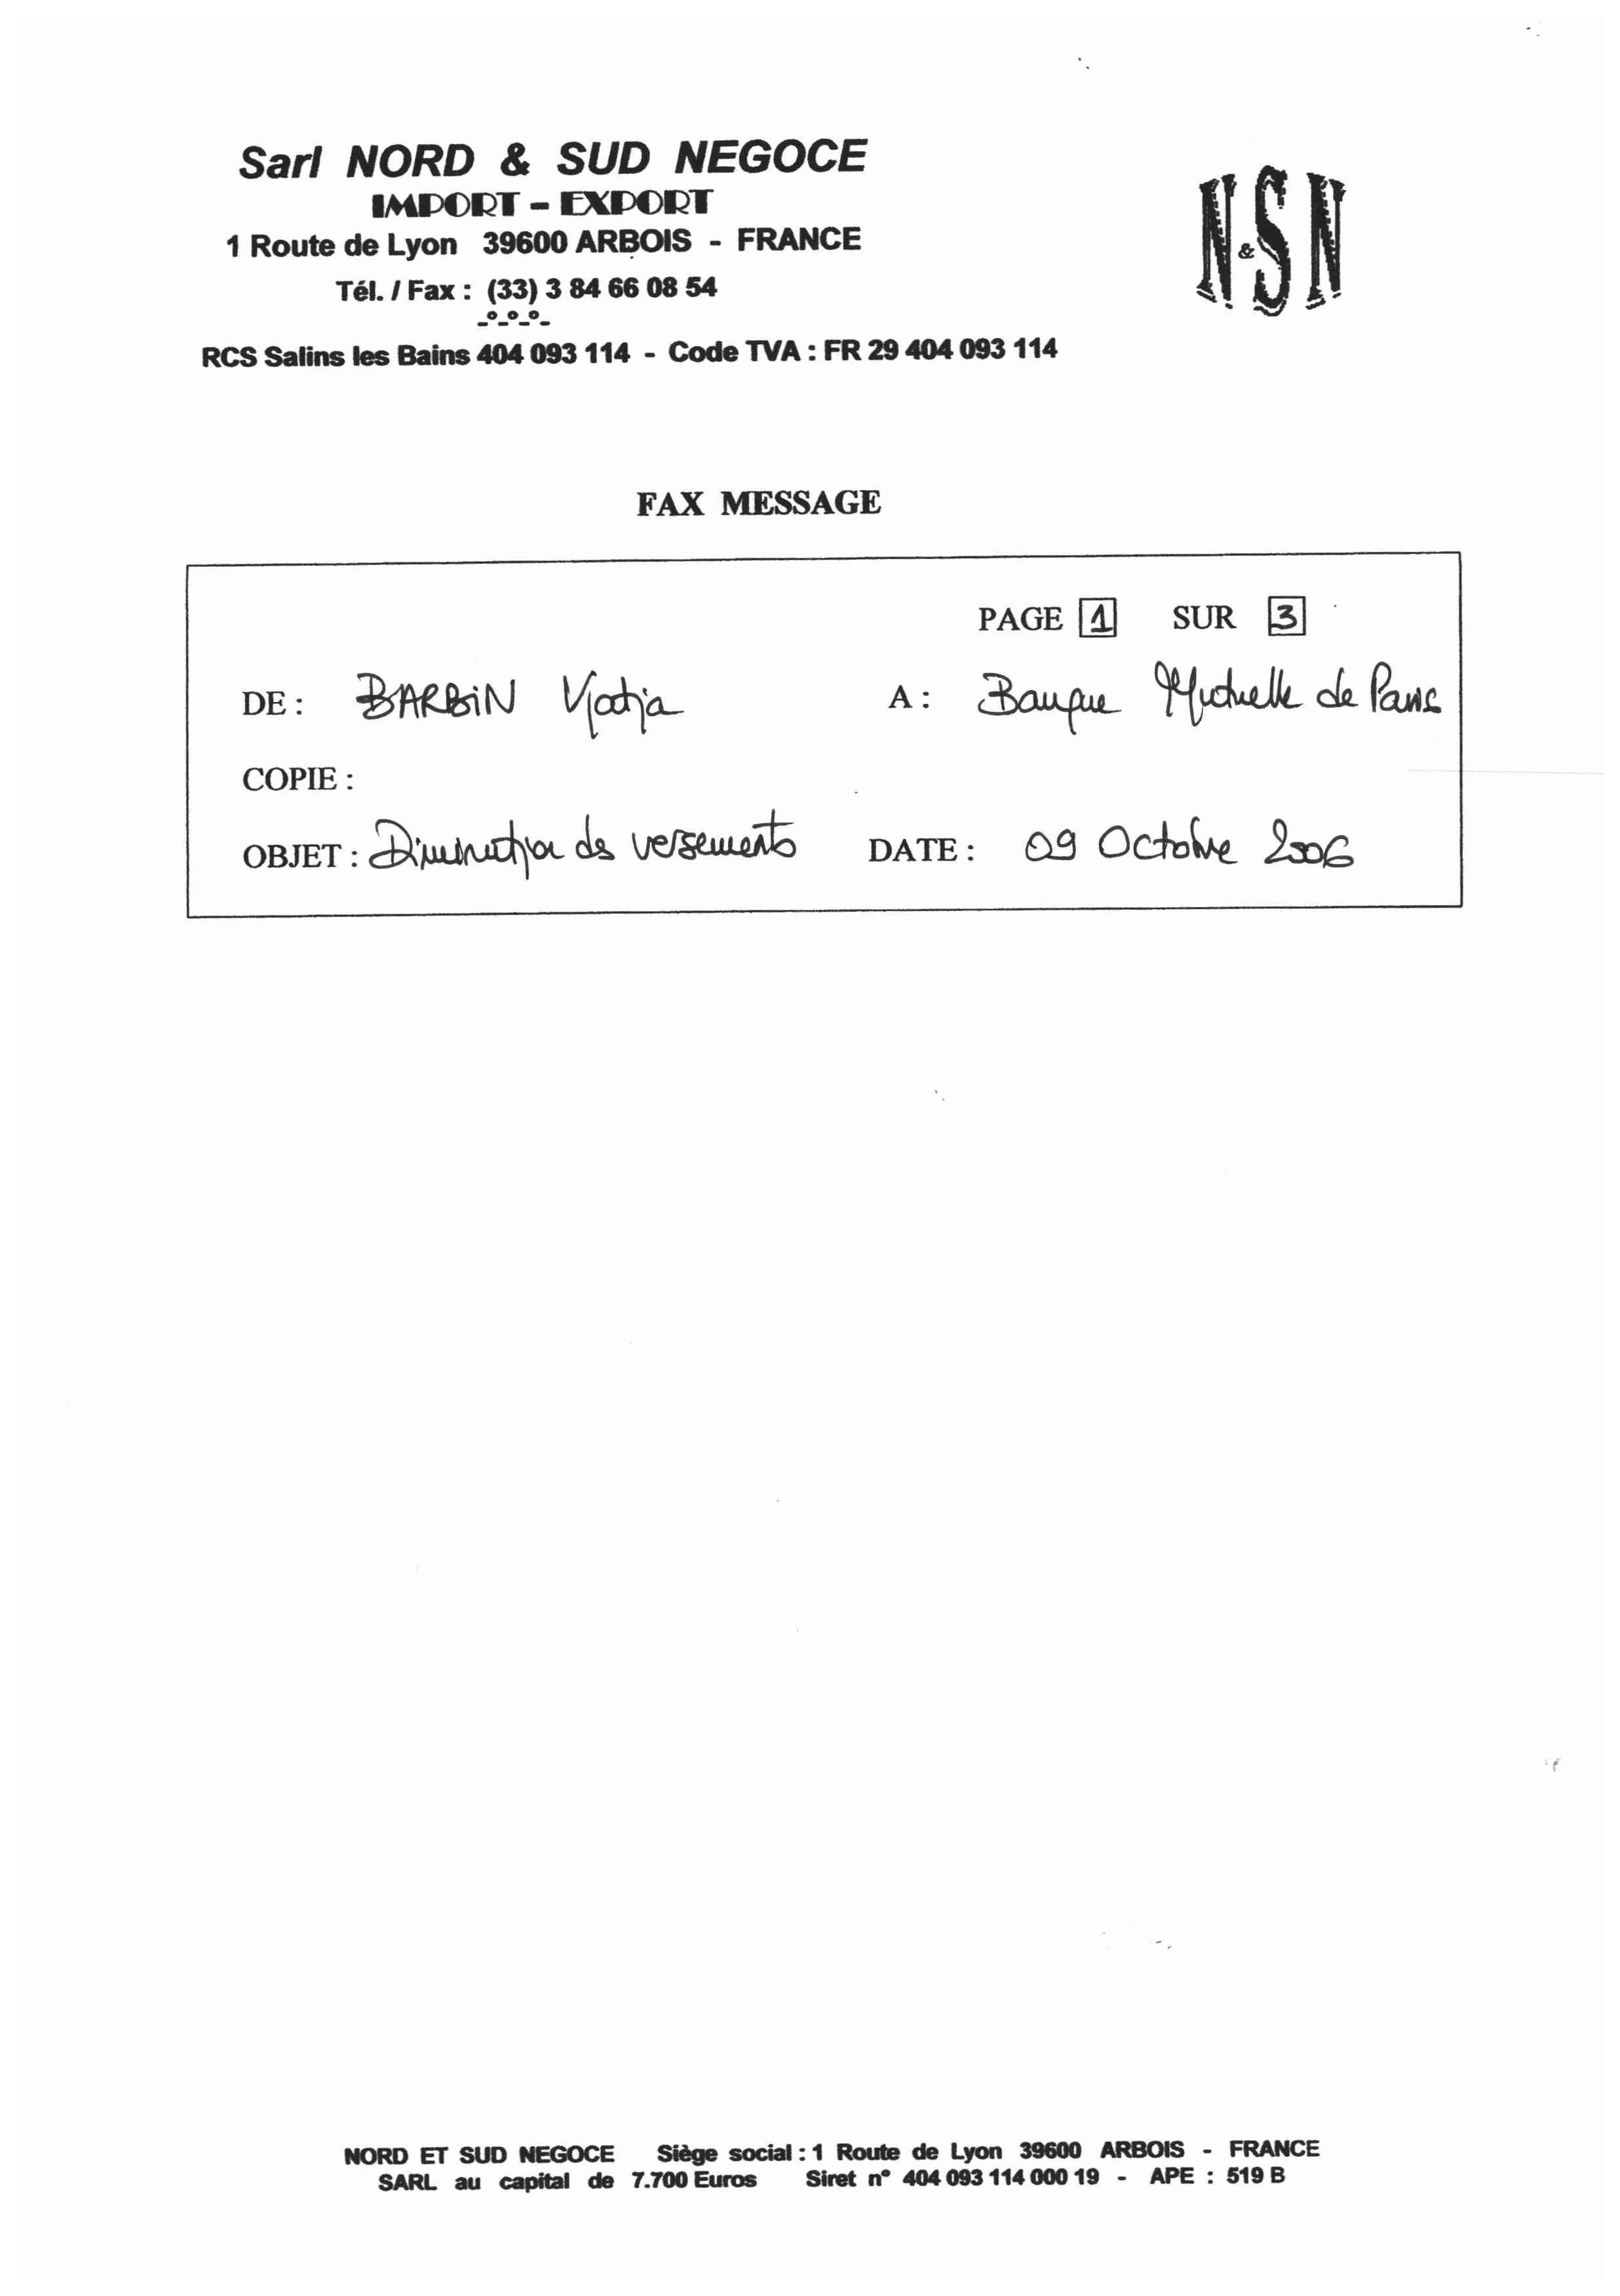 Sarl NORD & SUD NEGOCE
IMPORT - EXPORT
1 Route de Lyon 39600 ARBOIS - FRANCE
Tél. / Fax : (33) 3 84 66 08 54
-°-°-°-
RCS Salins les Bains 404 093 114 - Code TVA : FR 29 404 093 114
N&SN
FAX MESSAGE
PAGE 1 SUR 3
DE : BARBIN A : Banque Mutuelle de Paris
COPIE :
OBJET : Diminution des versements DATE : 09 Octobre 2006
NORD ET SUD NEGOCE Siège social : 1 Route de Lyon 39600 ARBOIS - FRANCE
SARL au capital de 7.700 Euros Siret n° 404 093 114 000 19 - APE : 519 B